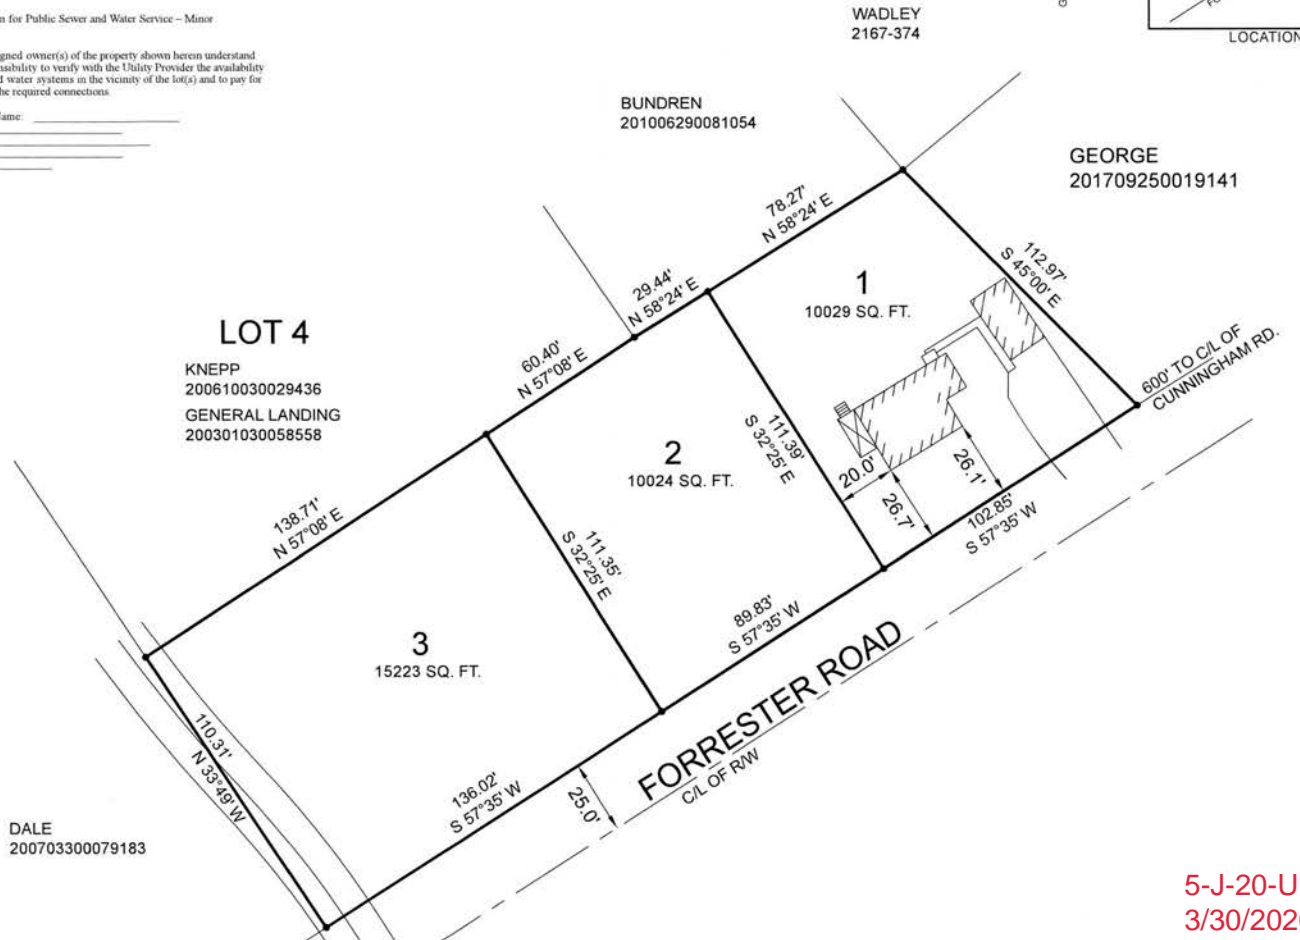 n for Public Sewer and Water Service – Minor
gned owner(s) of the property shown herein understand
nsibility to verify with the Utility Provider the availability
d water systems in the vicinity of the lot(s) and to pay for
he required connections
ame:
WADLEY
2167-374
LOCATION
BUNDREN
201006290081054
GEORGE
201709250019141
78.27'
N 58°24' E
112.97'
S 45°00' E
29.44'
N 58°24' E
1
10029 SQ. FT.
LOT 4
KNEPP
200610030029436
GENERAL LANDING
200301030058558
60.40'
N 57°08' E
600' TO C/L OF
CUNNINGHAM RD.
111.39'
S 32°25' E
2
10024 SQ. FT.
20.0'
26.7'
26.1'
102.85'
S 57°35' W
138.71'
N 57°08' E
111.35'
S 32°25' E
89.83'
S 57°35' W
3
15223 SQ. FT.
FORRESTER ROAD
C/L OF R/W
110.31'
N 33°49' W
136.02'
S 57°35' W
25.0'
DALE
200703300079183
5-J-20-U
3/30/202